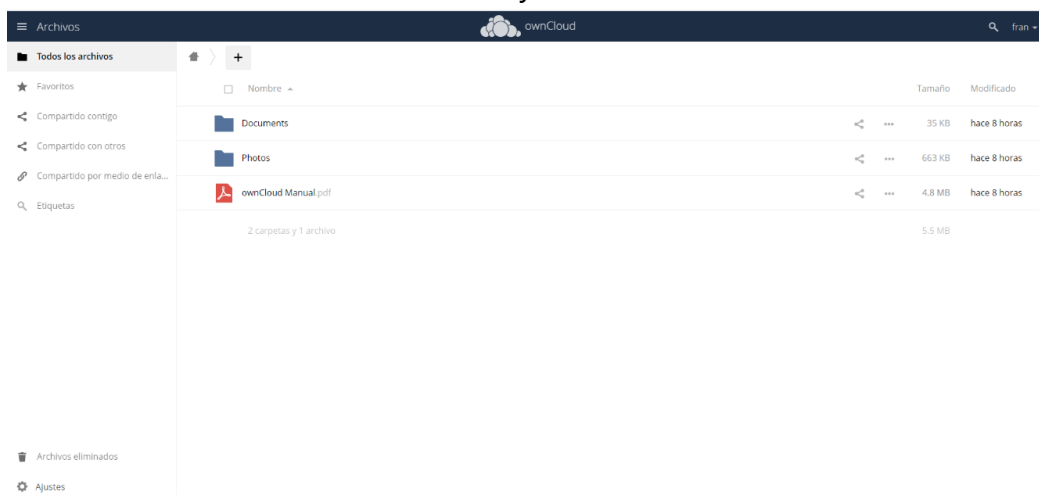 Archivos
ownCloud
fran
Todos los archivos
Favoritos
Compartido contigo
Compartido con otros
Compartido por medio de enla...
Etiquetas
Archivos eliminados
Ajustes
+
Nombre Tamaño Modificado
Documents 35 KB hace 8 horas
Photos 663 KB hace 8 horas
ownCloud Manual.pdf 4.8 MB hace 8 horas
2 carpetas y 1 archivo 5.5 MB